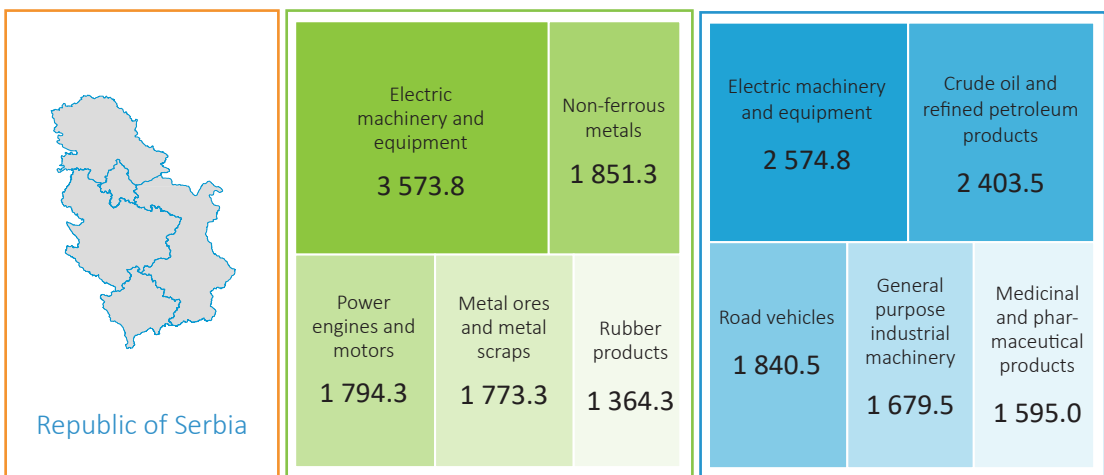 Republic of Serbia
Electric
machinery and
equipment
3 573.8
Non-ferrous
metals
1 851.3
Power
engines and
motors
1 794.3
Metal ores
and metal
scraps
1 773.3
Rubber
products
1 364.3
Electric machinery
and equipment
2 574.8
Crude oil and
refined petroleum
products
2 403.5
Road vehicles
1 840.5
General
purpose
industrial
machinery
1 679.5
Medicinal
and phar-
maceutical
products
1 595.0